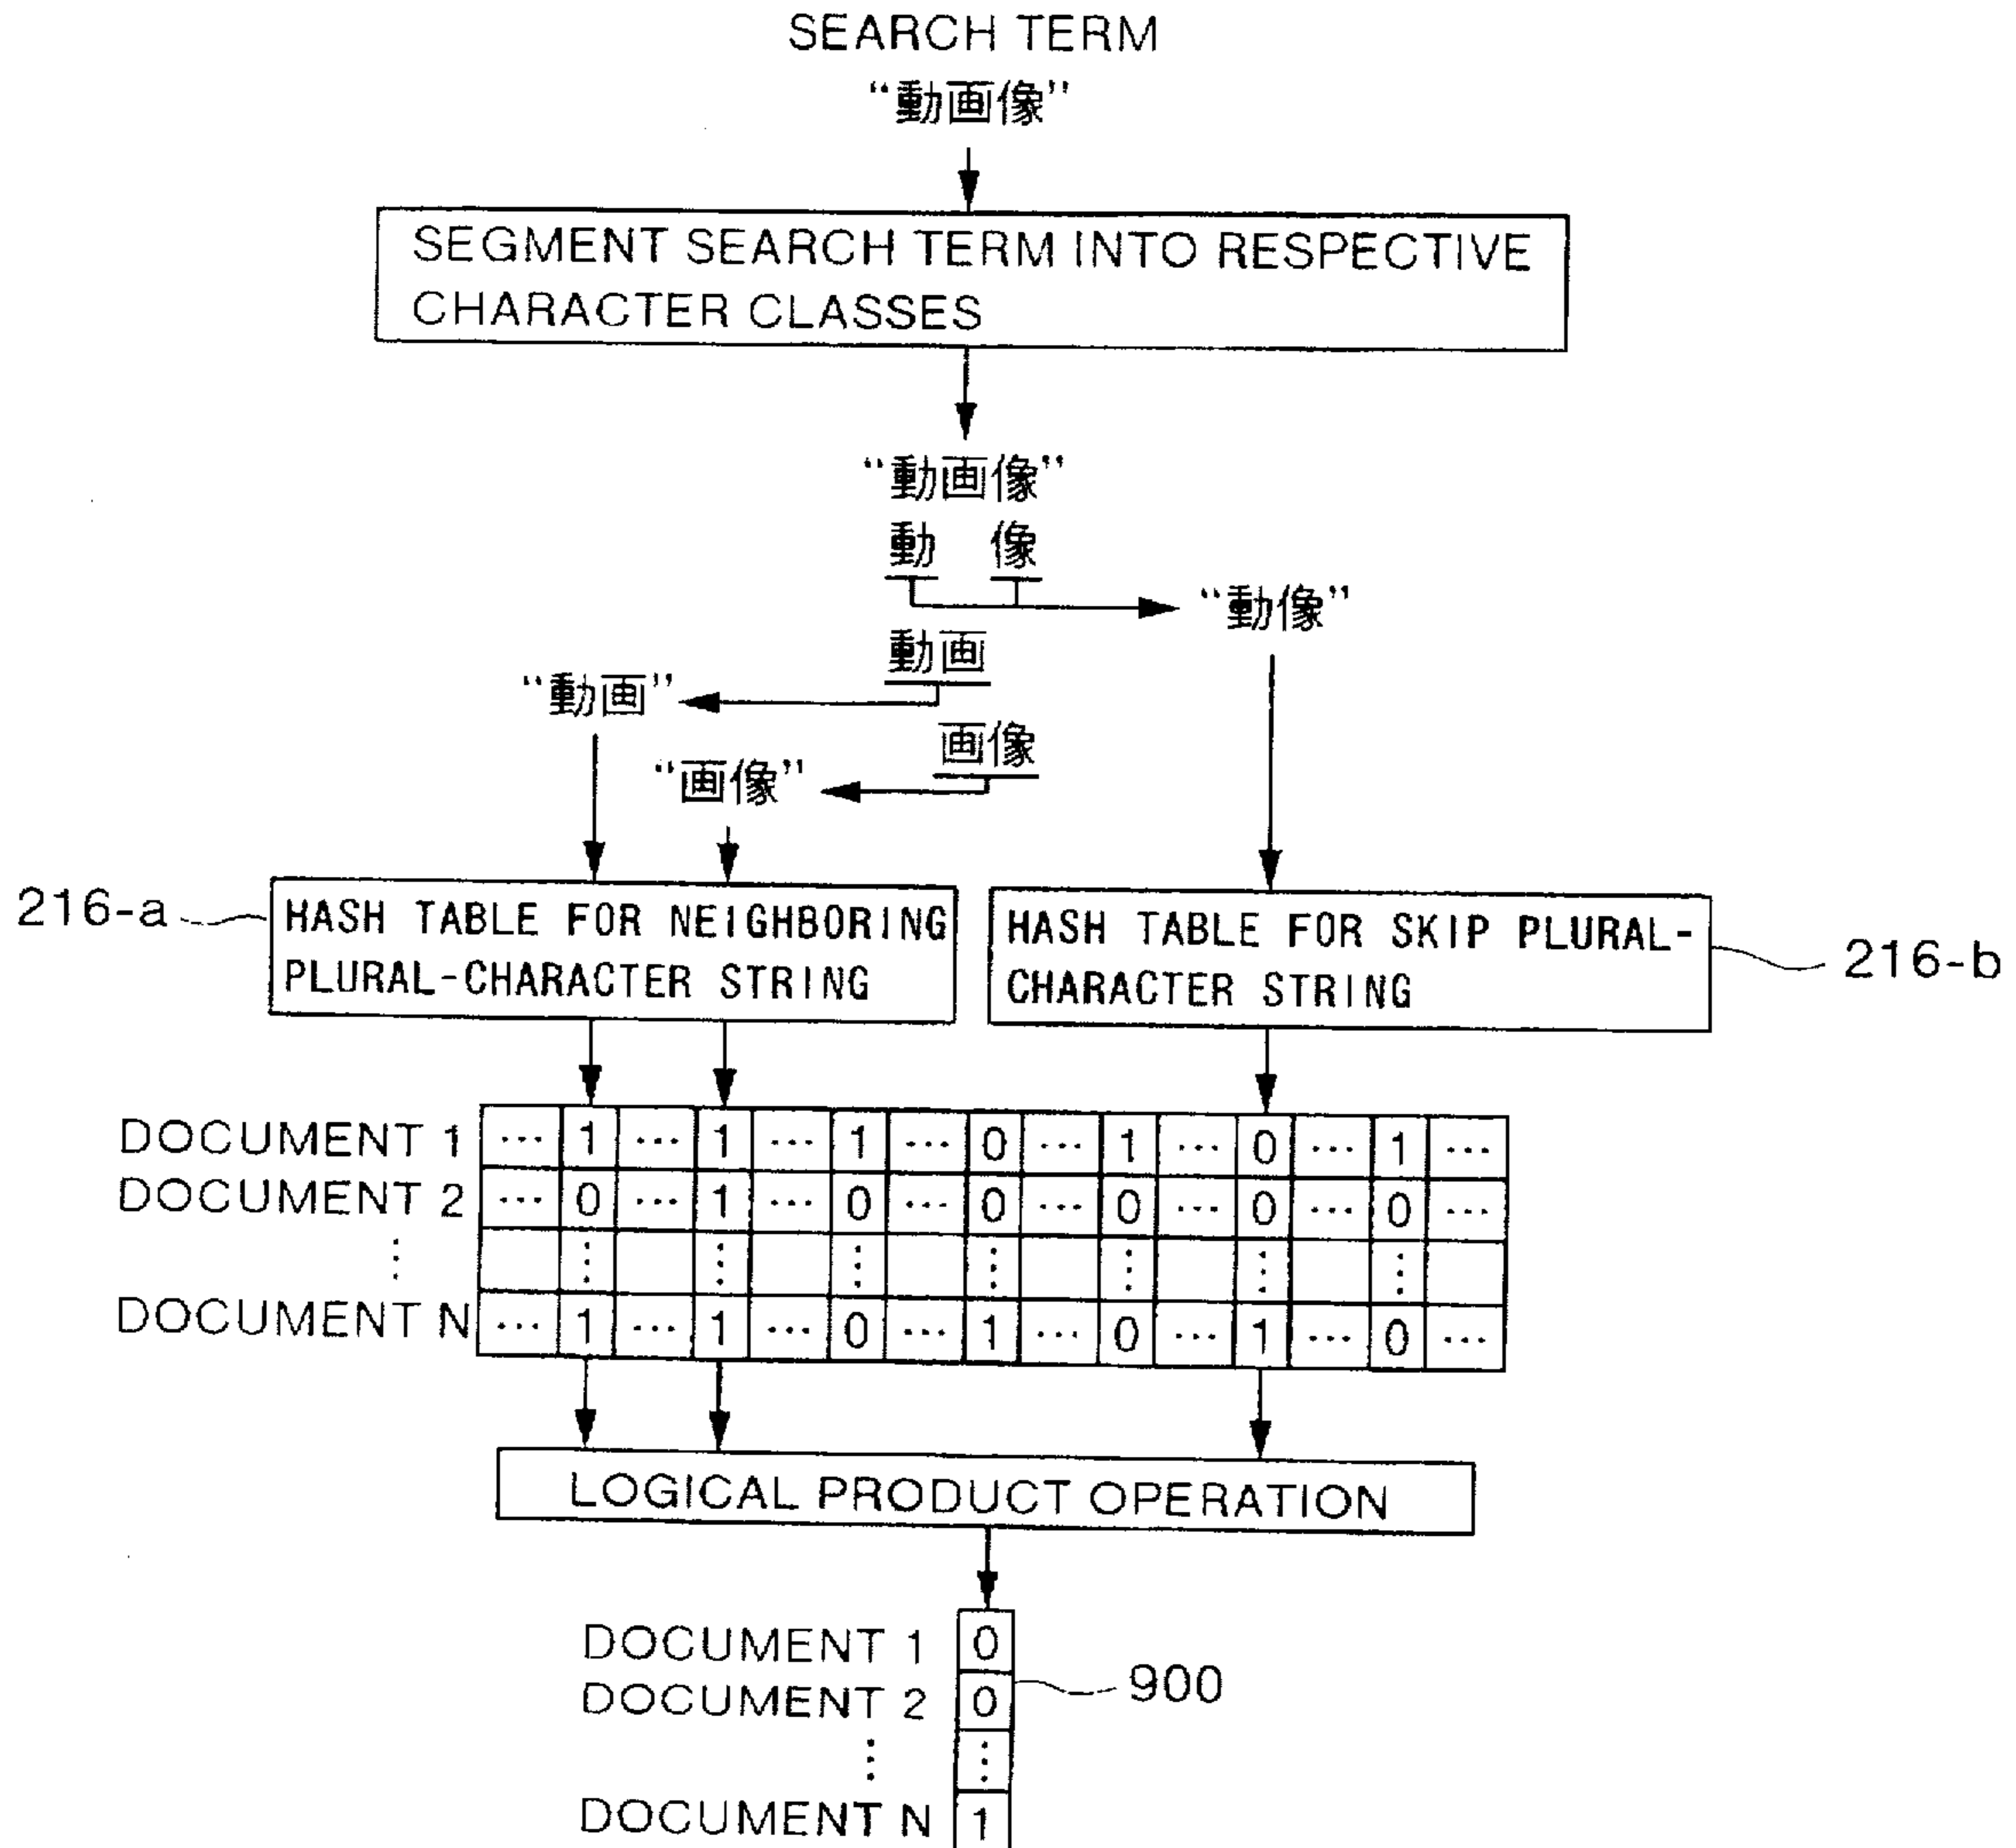 SEARCH TERM
“動画像”
SEGMENT SEARCH TERM INTO RESPECTIVE
CHARACTER CLASSES
“動画像”
動 像
“動像”
動画
“動画”
画像
“画像”
216-a
HASH TABLE FOR NEIGHBORING
PLURAL-CHARACTER STRING
HASH TABLE FOR SKIP PLURAL-
CHARACTER STRING
216-b
DOCUMENT 1 ··· 1 ··· 1 ··· 1 ··· 0 ··· 1 ··· 0 ··· 1 ···
DOCUMENT 2 ··· 0 ··· 1 ··· 0 ··· 0 ··· 0 ··· 0 ··· 0 ···
⋮ ⋮ ⋮ ⋮ ⋮ ⋮ ⋮ ⋮
DOCUMENT N ··· 1 ··· 1 ··· 0 ··· 1 ··· 0 ··· 1 ··· 0 ···
LOGICAL PRODUCT OPERATION
DOCUMENT 1 0
900
DOCUMENT 2 0
⋮ ⋮
DOCUMENT N 1